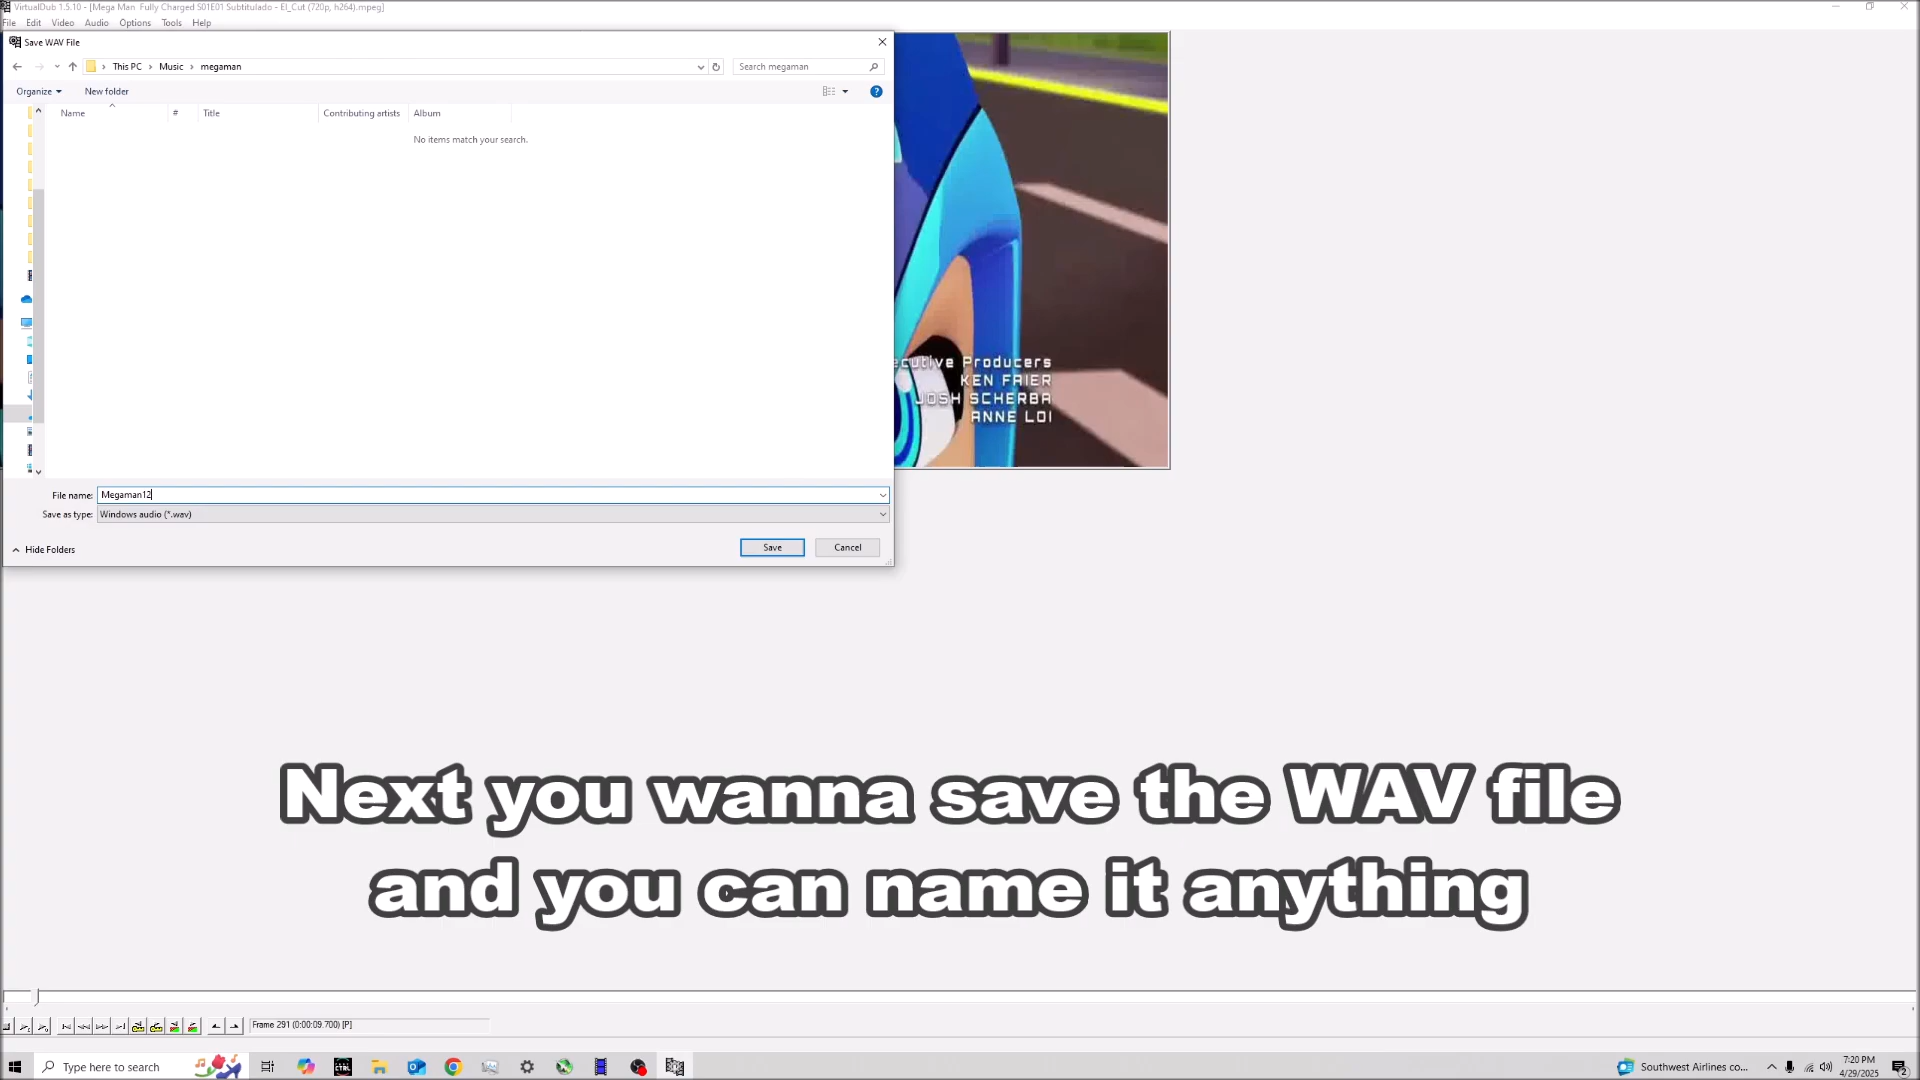 VirtualDub 1.5.10 - [Mega Man  Fully Charged S01E01 Subtitulado - El_Cut (720p, h264).mpeg]
File Edit Video Audio Options Tools Help
Save WAV File
This PC > Music > megaman
Search megaman
Organize New folder
Name # Title Contributing artists Album
No items match your search.
ecutive Producers
KEN FAIER
JOSH SCHERBA
ANNE LOI
File name: Megaman12
Save as type: Windows audio (*.wav)
Hide Folders Save Cancel
Next you wanna save the WAV file
and you can name it anything
Frame 291 (0:00:09.700) [P]
Type here to search
CTRL
Southwest Airlines co...
7:20 PM
4/29/2025
2